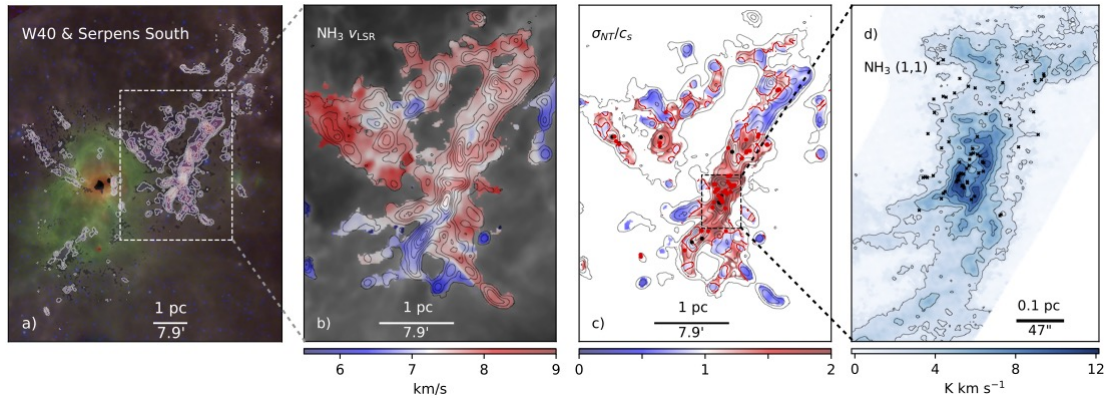 W40 & Serpens South
1 pc
7.9'
a)
NH₃ vLSR
1 pc
7.9'
b)
5 6 7 8 9
km/s
σNT/cs
1 pc
7.9'
c)
0 1 2
d)
NH₃ (1,1)
0.1 pc
47"
0 4 8 12
K km s⁻¹